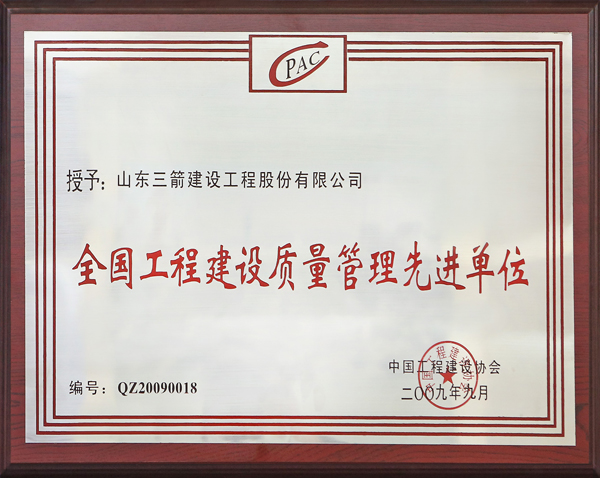 CPAC
授予：山东三箭建设工程股份有限公司
全国工程建设质量管理先进单位
中国工程建设协会
二〇〇九年九月
编号：QZ20090018